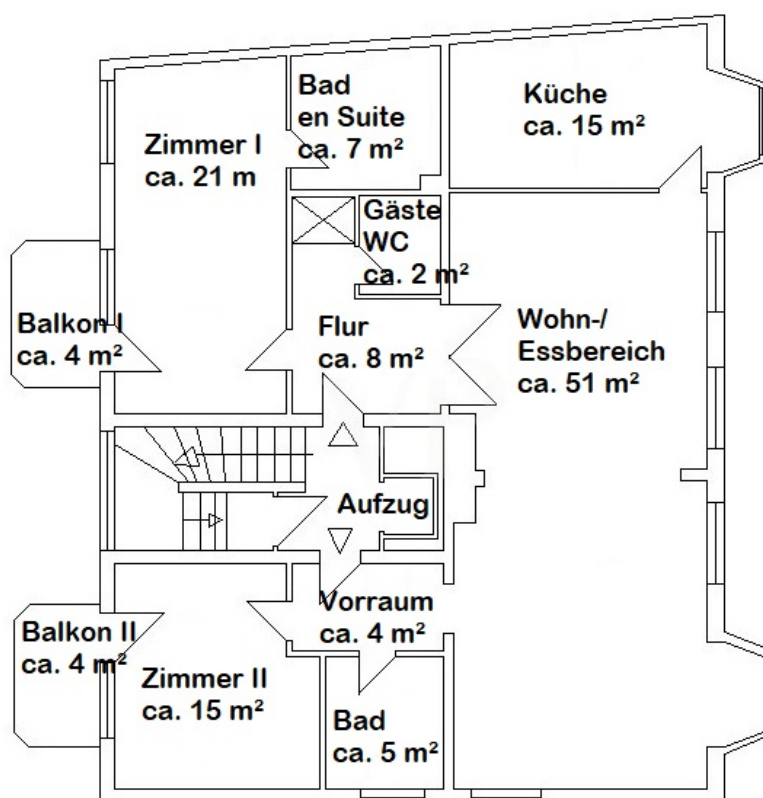 Bad
en Suite
ca. 7 m²
Küche
ca. 15 m²
Zimmer I
ca. 21 m
Gäste
WC
ca. 2 m²
Balkon I
ca. 4 m²
Flur
ca. 8 m²
Wohn-/
Essbereich
ca. 51 m²
Aufzug
Vorraum
ca. 4 m²
Balkon II
ca. 4 m²
Zimmer II
ca. 15 m²
Bad
ca. 5 m²